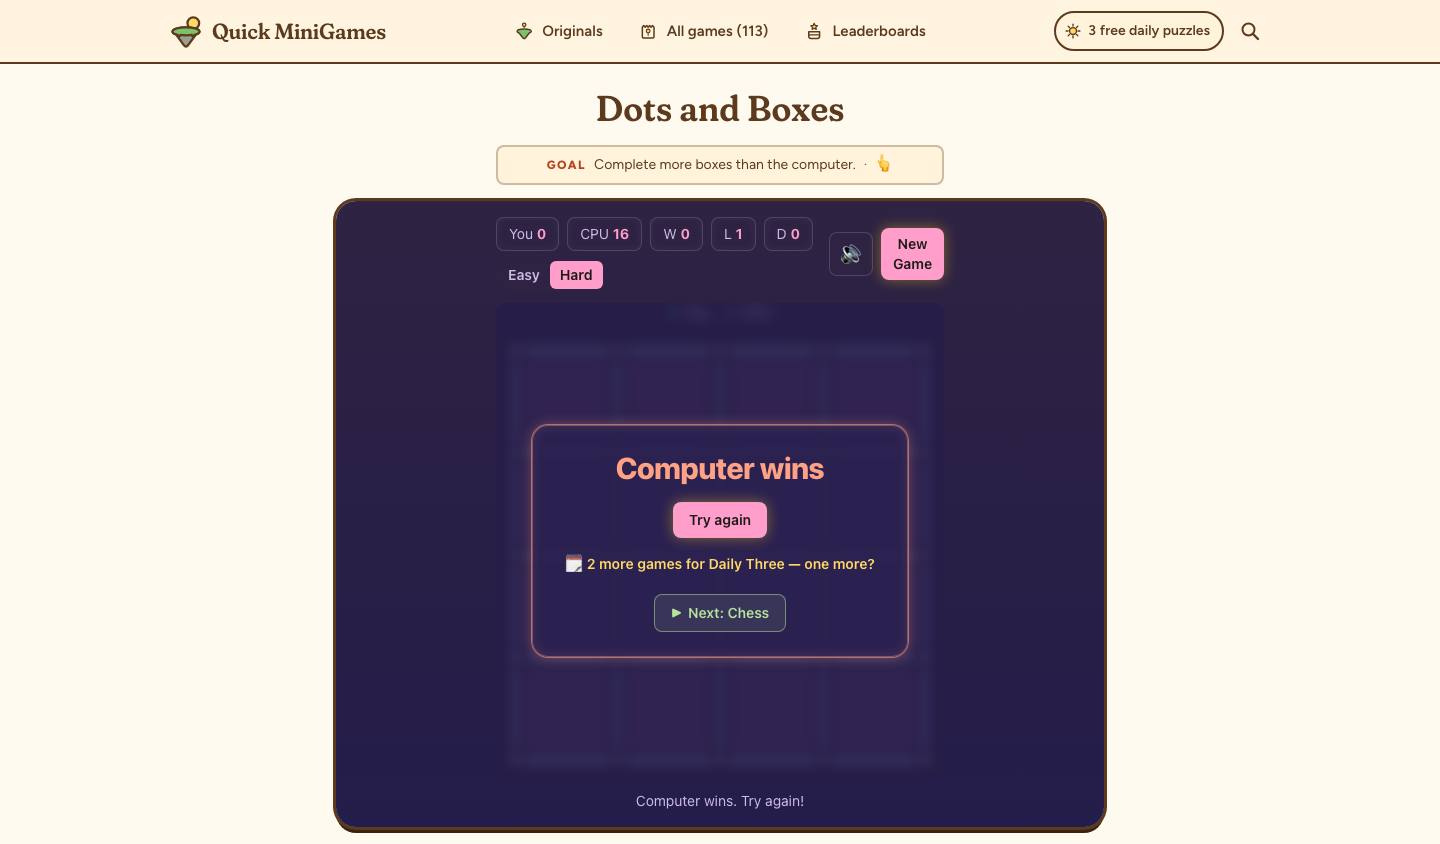 Quick MiniGames
Originals
All games (113)
Leaderboards
3 free daily puzzles
Dots and Boxes
GOAL Complete more boxes than the computer. ·
You 0
CPU 16
W 0
L 1
D 0
Easy
Hard
New
Game
Computer wins
Try again
2 more games for Daily Three — one more?
Next: Chess
Computer wins. Try again!